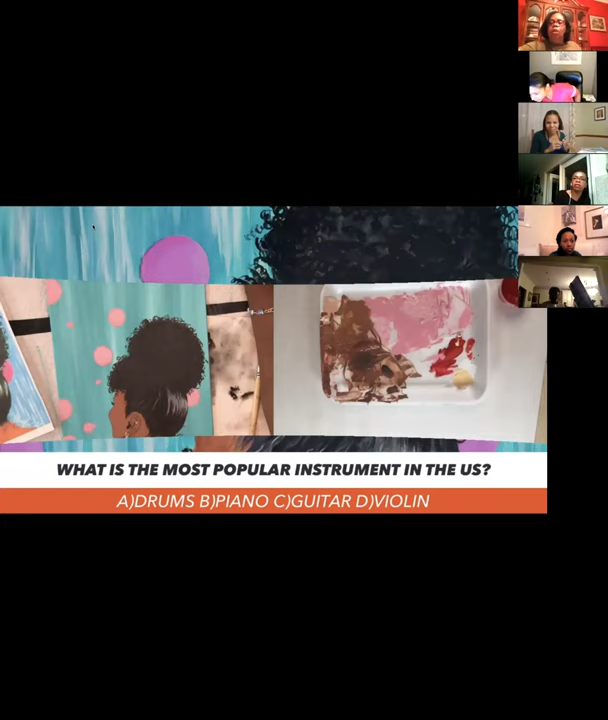 WHAT IS THE MOST POPULAR INSTRUMENT IN THE US?
A)DRUMS B)PIANO C)GUITAR D)VIOLIN